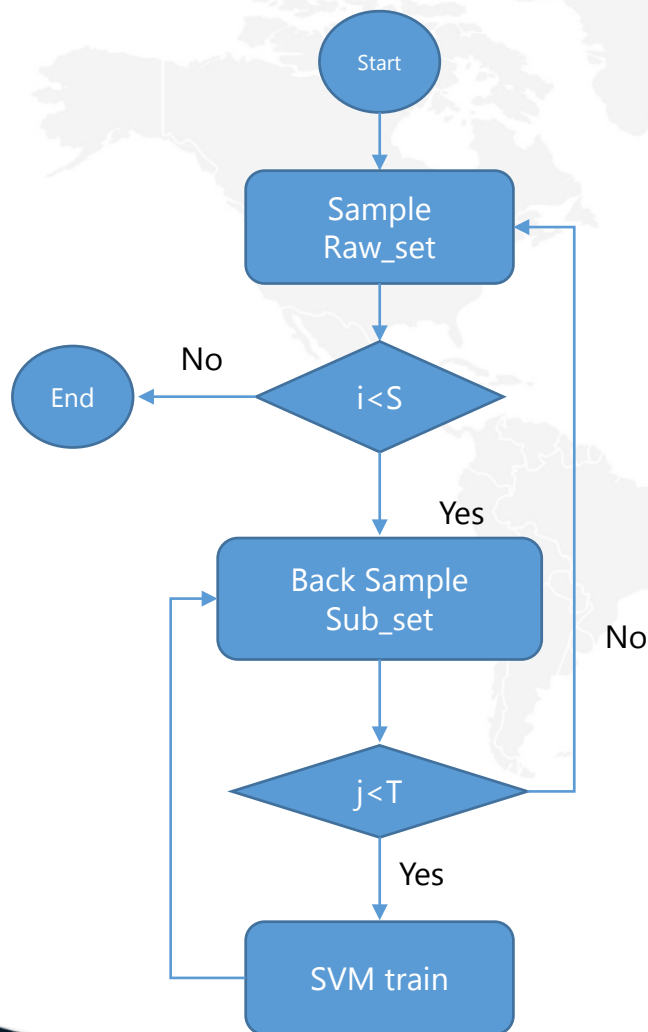 Start
Sample
Raw_set
No
End
i<S
Yes
Back Sample
Sub_set
No
j<T
Yes
SVM train